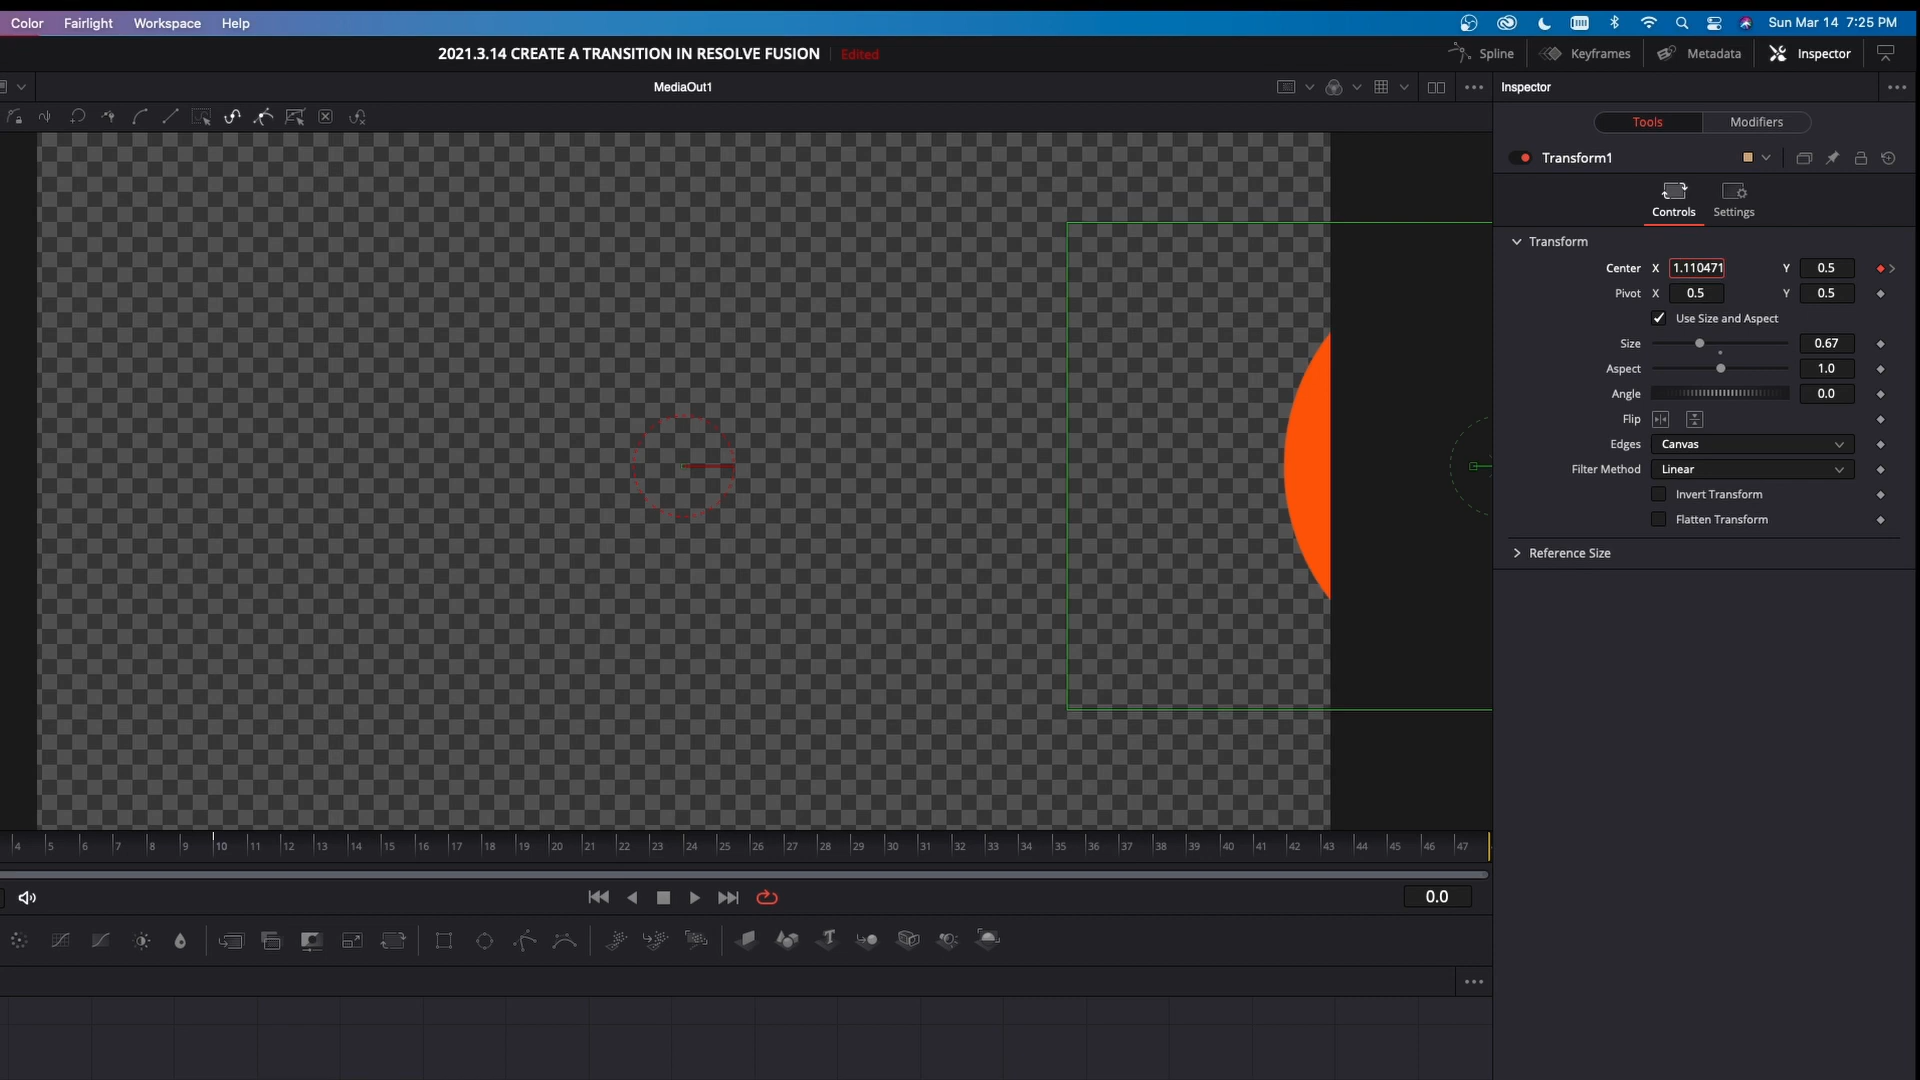 Color Fairlight Workspace Help Sun Mar 14 7:25 PM
2021.3.14 CREATE A TRANSITION IN RESOLVE FUSION Edited Spline Keyframes Metadata Inspector
MediaOut1 Inspector
Tools Modifiers
Transform1
Controls Settings
Transform
Center X 1.110471 Y 0.5
Pivot X 0.5 Y 0.5
Use Size and Aspect
Size 0.67
Aspect 1.0
Angle 0.0
Flip
Edges Canvas
Filter Method Linear
Invert Transform
Flatten Transform
Reference Size
4 5 6 7 8 9 10 11 12 13 14 15 16 17 18 19 20 21 22 23 24 25 26 27 28 29 30 31 32 33 34 35 36 37 38 39 40 41 42 43 44 45 46 47
0.0